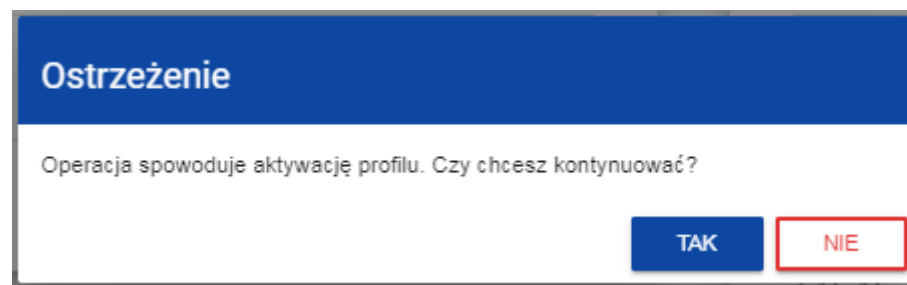 Ostrzeżenie
Operacja spowoduje aktywację profilu. Czy chcesz kontynuować?
TAK NIE